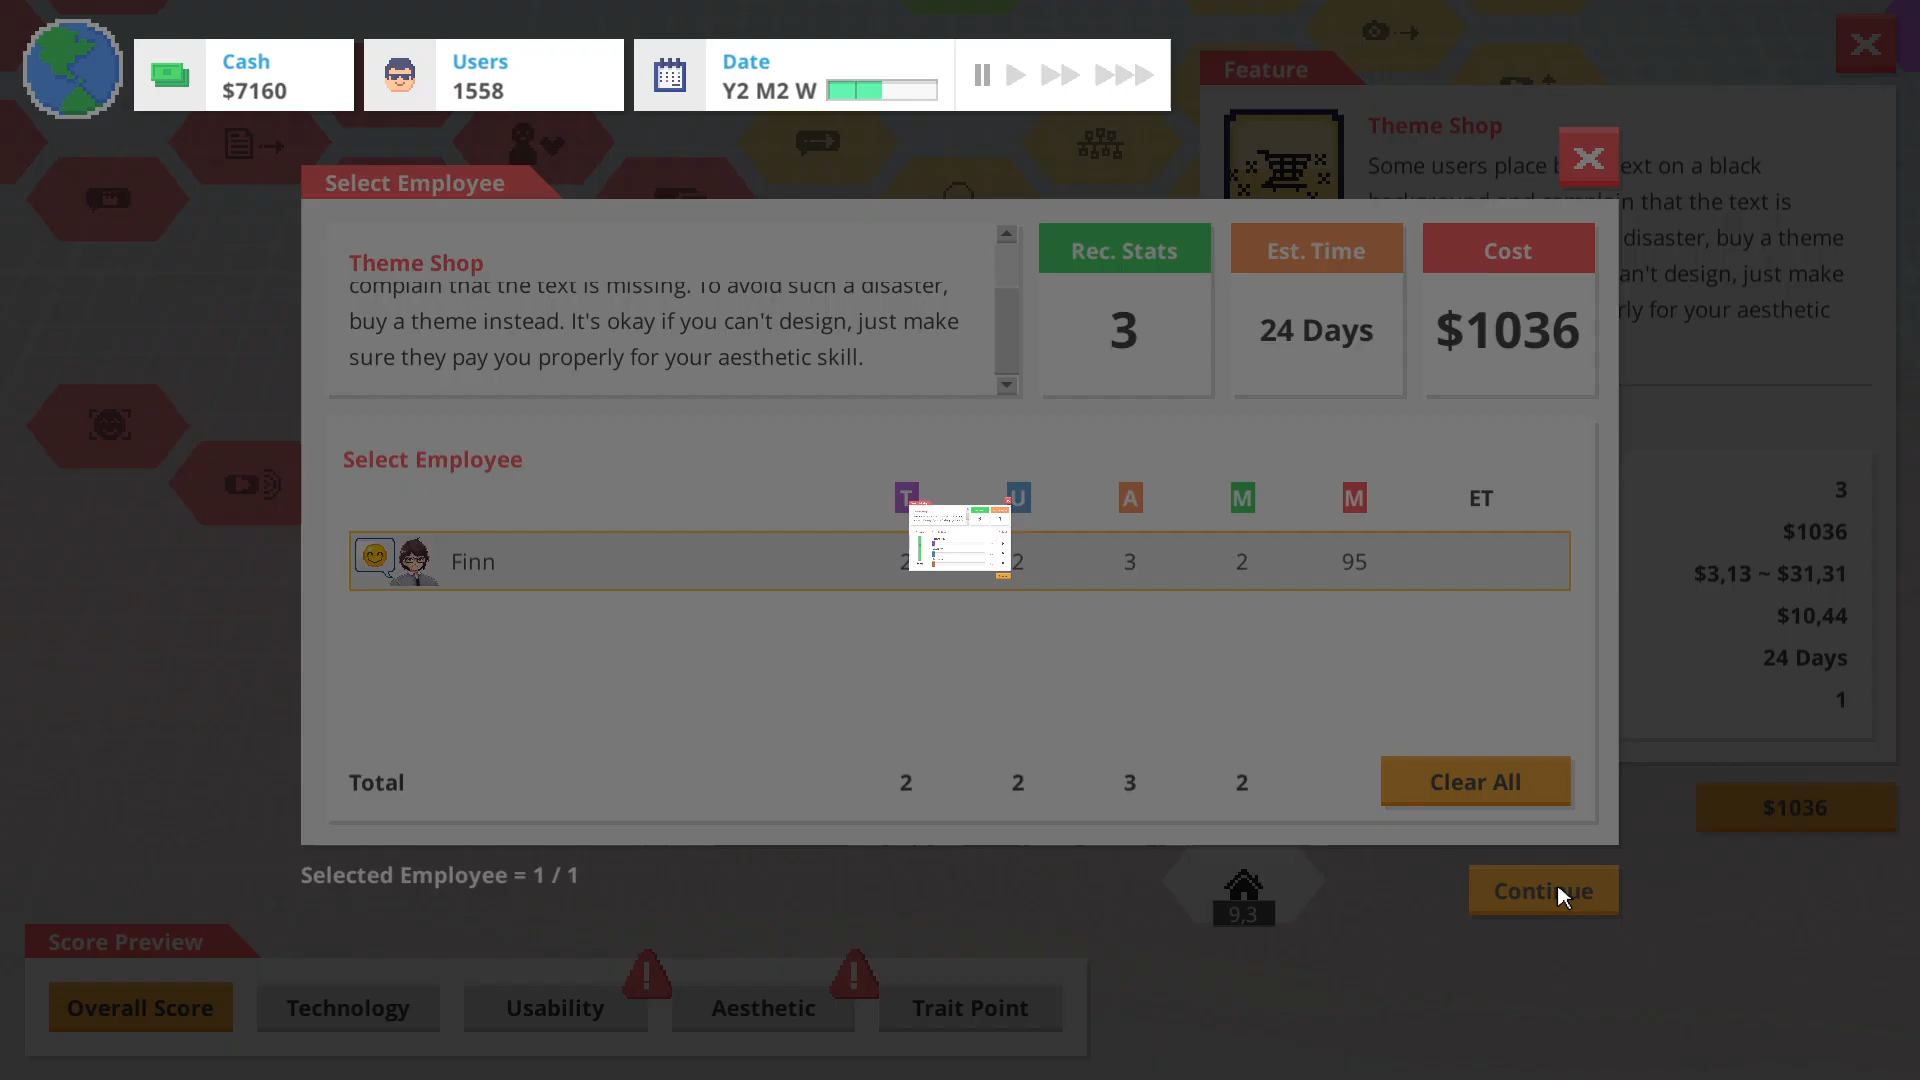 Cash
$7160
Users
1558
Date
Y2 M2 W
Feature
Theme Shop
Some users place b
ext on a black
n that the text is
disaster, buy a theme
an't design, just make
rly for your aesthetic
Select Employee
Theme Shop
complain that the text is missing. To avoid such a disaster,
buy a theme instead. It's okay if you can't design, just make
sure they pay you properly for your aesthetic skill.
Rec. Stats
3
Est. Time
24 Days
Cost
$1036
Select Employee
T U A M M ET
Finn 2 2 3 2 95
Total 2 2 3 2
Clear All
3
$1036
$3,13 ~ $31,31
$10,44
24 Days
1
$1036
Selected Employee = 1 / 1
Continue
9,3
Score Preview
Overall Score
Technology
Usability
Aesthetic
Trait Point